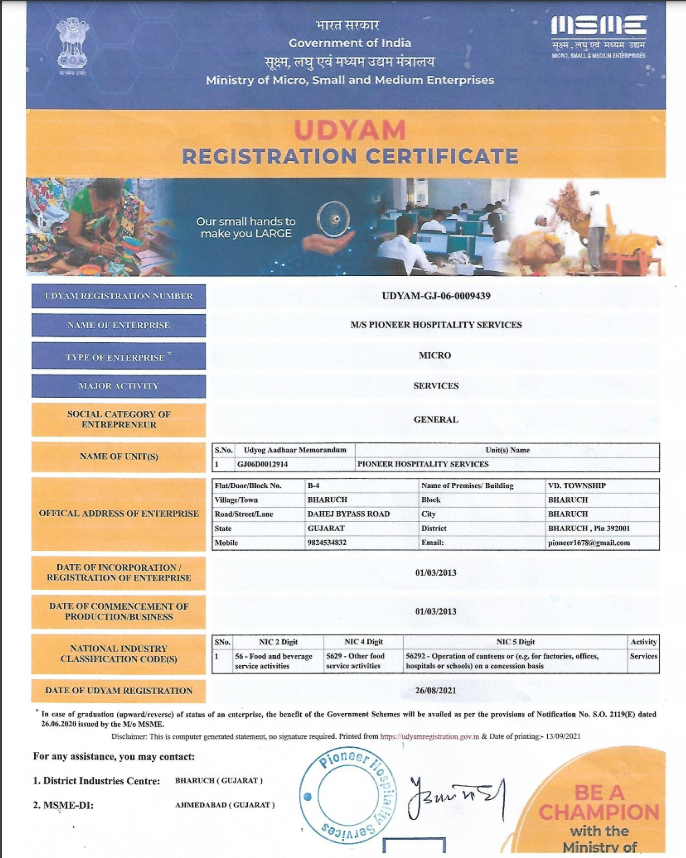 भारत सरकार
Government of India
सूक्ष्म, लघु एवं मध्यम उद्यम मंत्रालय
Ministry of Micro, Small and Medium Enterprises
MSME
सूक्ष्म, लघु एवं मध्यम उद्यम
MICRO, SMALL & MEDIUM ENTERPRISES
UDYAM
REGISTRATION CERTIFICATE
Our small hands to
make you LARGE
UDYAM REGISTRATION NUMBER UDYAM-GJ-06-0009439
NAME OF ENTERPRISE M/S PIONEER HOSPITALITY SERVICES
TYPE OF ENTERPRISE * MICRO
MAJOR ACTIVITY SERVICES
SOCIAL CATEGORY OF
ENTREPRENEUR GENERAL
NAME OF UNIT(S)
S.No. Udyog Aadhaar Memorandum Unit(s) Name
1 GJ06D0012914 PIONEER HOSPITALITY SERVICES
OFFICAL ADDRESS OF ENTERPRISE
Flat/Door/Block No. B-4 Name of Premises/ Building VD. TOWNSHIP
Village/Town BHARUCH Block BHARUCH
Road/Street/Lane DAHEJ BYPASS ROAD City BHARUCH
State GUJARAT District BHARUCH , Pin 392001
Mobile 9824534832 Email: pioneer1678@gmail.com
DATE OF INCORPORATION /
REGISTRATION OF ENTERPRISE 01/03/2013
DATE OF COMMENCEMENT OF
PRODUCTION/BUSINESS 01/03/2013
NATIONAL INDUSTRY
CLASSIFICATION CODE(S)
SNo. NIC 2 Digit NIC 4 Digit NIC 5 Digit Activity
1 56 - Food and beverage 5629 - Other food 56292 - Operation of canteens or (e.g. for factories, offices, Services
service activities service activities hospitals or schools) on a concession basis
DATE OF UDYAM REGISTRATION 26/08/2021
* In case of graduation (upward/reverse) of status of an enterprise, the benefit of the Government Schemes will be availed as per the provisions of Notification No. S.O. 2119(E) dated
26.06.2020 issued by the M/o MSME.
Disclaimer: This is computer generated statement, no signature required. Printed from https://udyamregistration.gov.in & Date of printing:- 13/09/2021
For any assistance, you may contact:
1. District Industries Centre: BHARUCH ( GUJARAT )
2. MSME-DI: AHMEDABAD ( GUJARAT )
Pioneer Hospitality Services
BE A
CHAMPION
with the
Ministry of